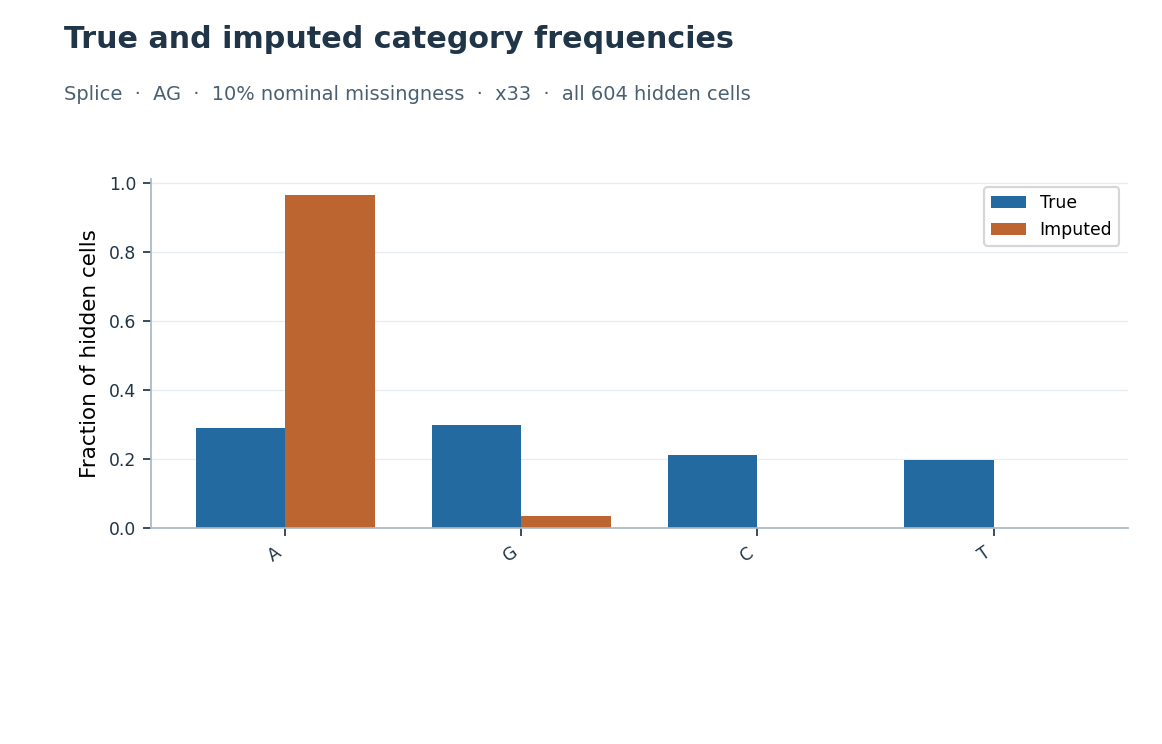 True and imputed category frequencies
Splice · AG · 10% nominal missingness · x33 · all 604 hidden cells
Fraction of hidden cells
1.0
0.8
0.6
0.4
0.2
0.0
True
Imputed
A
G
C
T